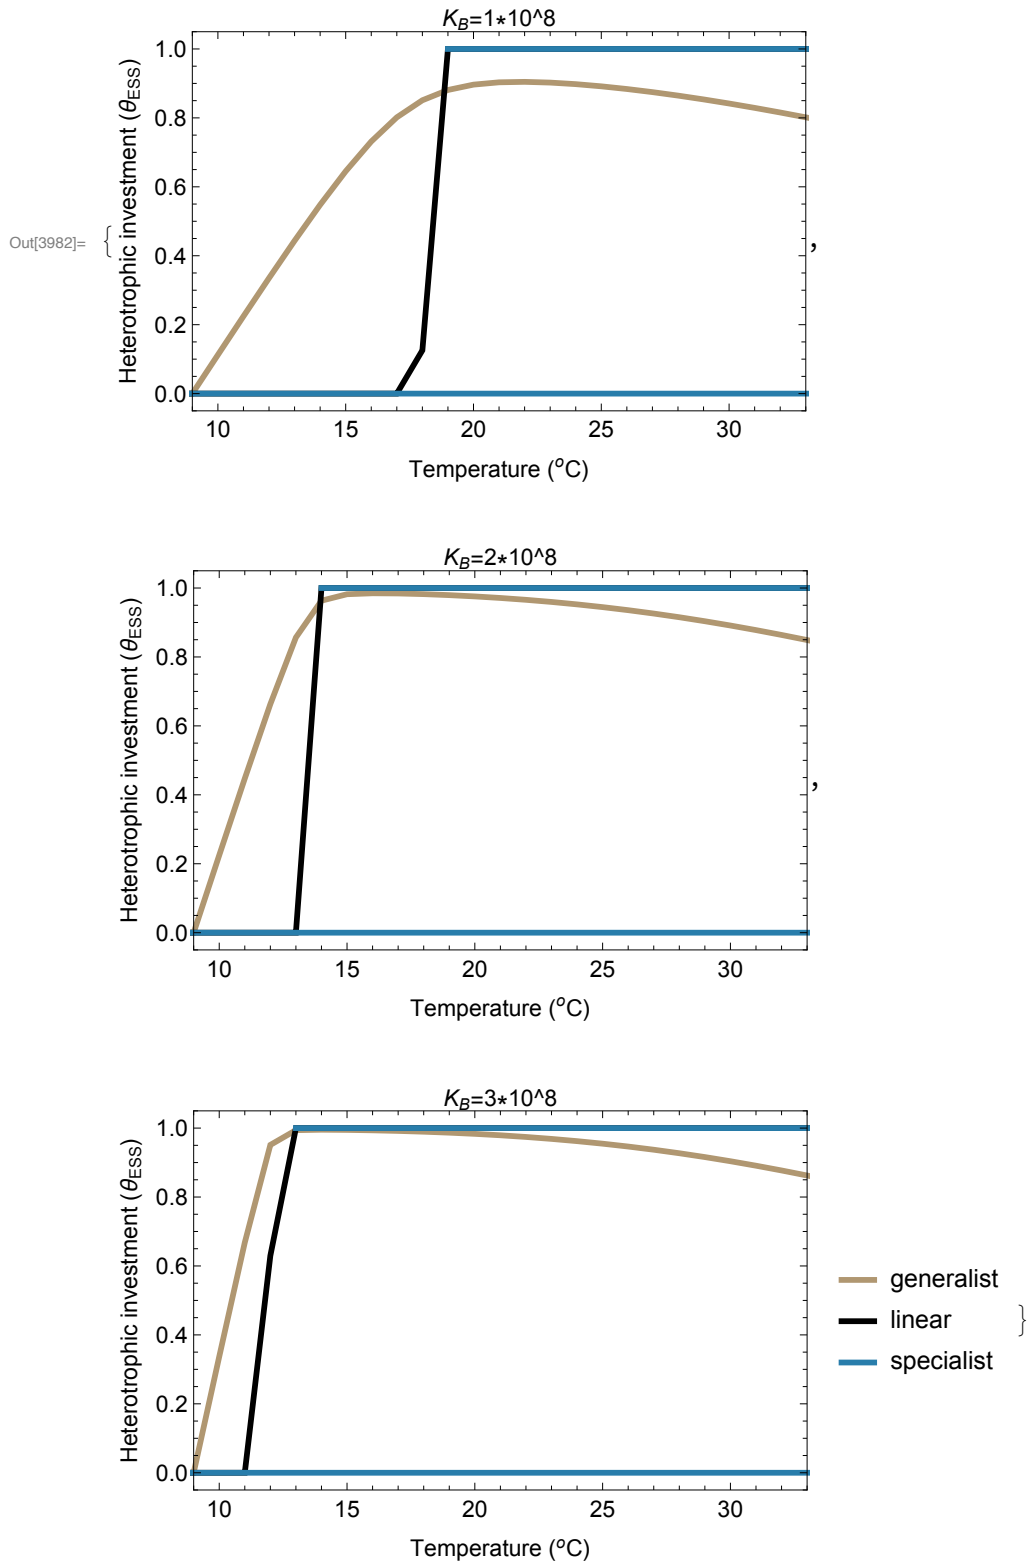 K_B=1*10^8
Out[3982]= {
Heterotrophic investment (θ_ESS)
1.0
0.8
0.6
0.4
0.2
0.0
10 15 20 25 30
Temperature (°C)
,
K_B=2*10^8
Heterotrophic investment (θ_ESS)
1.0
0.8
0.6
0.4
0.2
0.0
10 15 20 25 30
Temperature (°C)
,
K_B=3*10^8
Heterotrophic investment (θ_ESS)
1.0
0.8
0.6
0.4
0.2
0.0
10 15 20 25 30
Temperature (°C)
generalist
linear
specialist
}